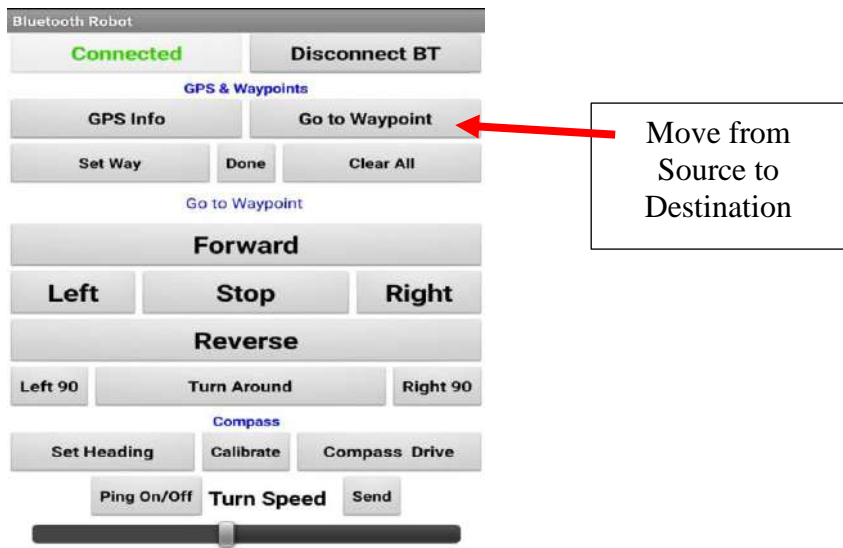 Bluetooth Robot
Connected Disconnect BT
GPS & Waypoints
GPS Info Go to Waypoint
Set Way Done Clear All
Go to Waypoint
Forward
Left Stop Right
Reverse
Left 90 Turn Around Right 90
Compass
Set Heading Calibrate Compass Drive
Ping On/Off Turn Speed Send
Move from
Source to
Destination